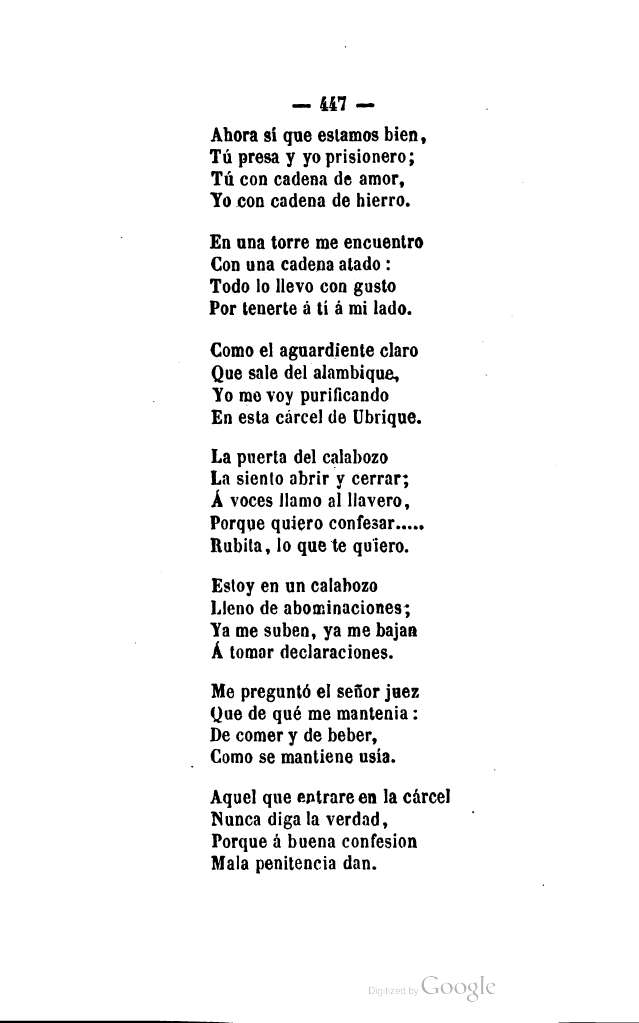 — 447 —
Ahora sí que estamos bien,
Tú presa y yo prisionero;
Tú con cadena de amor,
Yo con cadena de hierro.
En una torre me encuentro
Con una cadena atado :
Todo lo llevo con gusto
Por tenerte á tí á mi lado.
Como el aguardiente claro
Que sale del alambique,
Yo me voy purificando
En esta cárcel de Ubrique.
La puerta del calabozo
La siento abrir y cerrar;
Á voces llamo al llavero,
Porque quiero confesar.....
Rubita, lo que te quiero.
Estoy en un calabozo
Lleno de abominaciones;
Ya me suben, ya me bajan
Á tomar declaraciones.
Me preguntó el señor juez
Que de qué me mantenia :
De comer y de beber,
Como se mantiene usía.
Aquel que entrare en la cárcel
Nunca diga la verdad,
Porque á buena confesion
Mala penitencia dan.
Digitized by Google